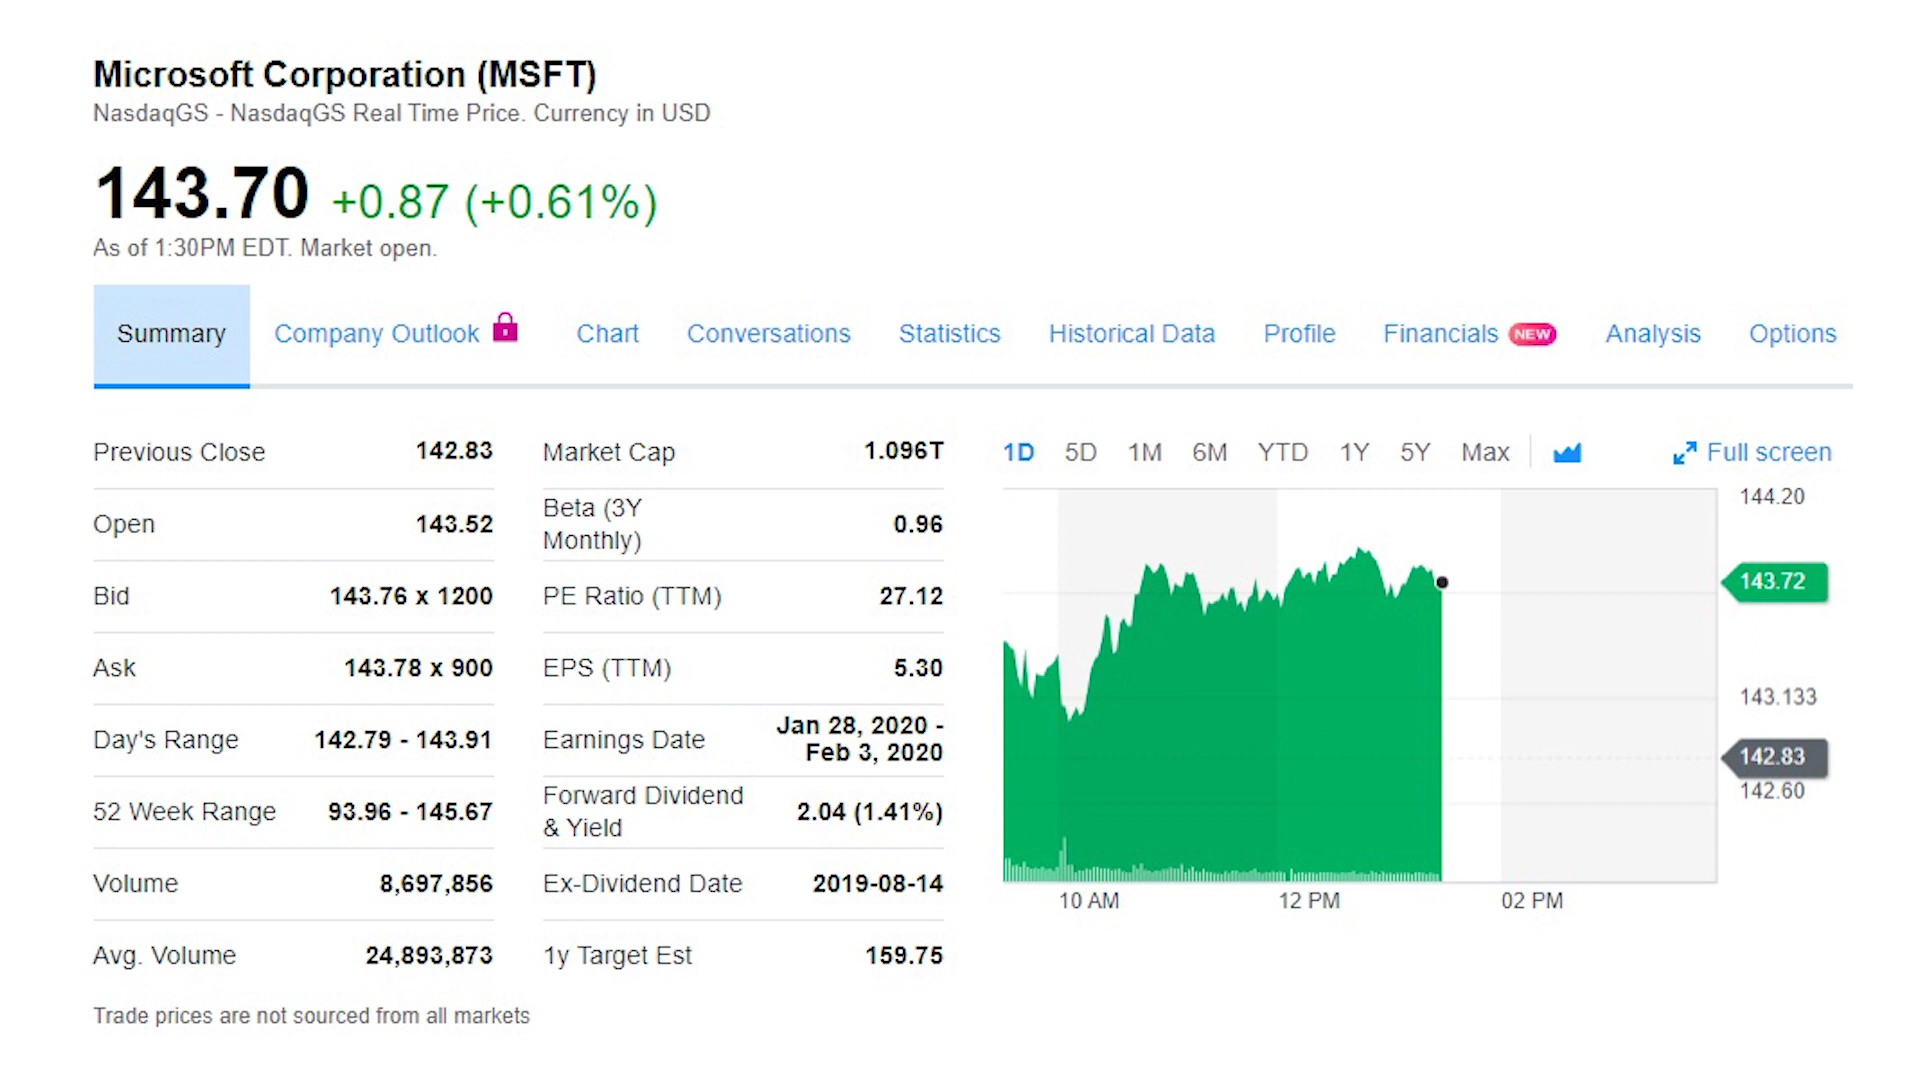 Microsoft Corporation (MSFT)
NasdaqGS - NasdaqGS Real Time Price. Currency in USD
143.70 +0.87 (+0.61%)
As of 1:30PM EDT. Market open.
Summary Company Outlook Chart Conversations Statistics Historical Data Profile Financials NEW Analysis Options
Previous Close 142.83
Open 143.52
Bid 143.76 x 1200
Ask 143.78 x 900
Day's Range 142.79 - 143.91
52 Week Range 93.96 - 145.67
Volume 8,697,856
Avg. Volume 24,893,873
Market Cap 1.096T
Beta (3Y
Monthly) 0.96
PE Ratio (TTM) 27.12
EPS (TTM) 5.30
Earnings Date Jan 28, 2020 -
Feb 3, 2020
Forward Dividend
& Yield 2.04 (1.41%)
Ex-Dividend Date 2019-08-14
1y Target Est 159.75
1D 5D 1M 6M YTD 1Y 5Y Max Full screen
144.20
143.72
143.133
142.83
142.60
10 AM 12 PM 02 PM
Trade prices are not sourced from all markets